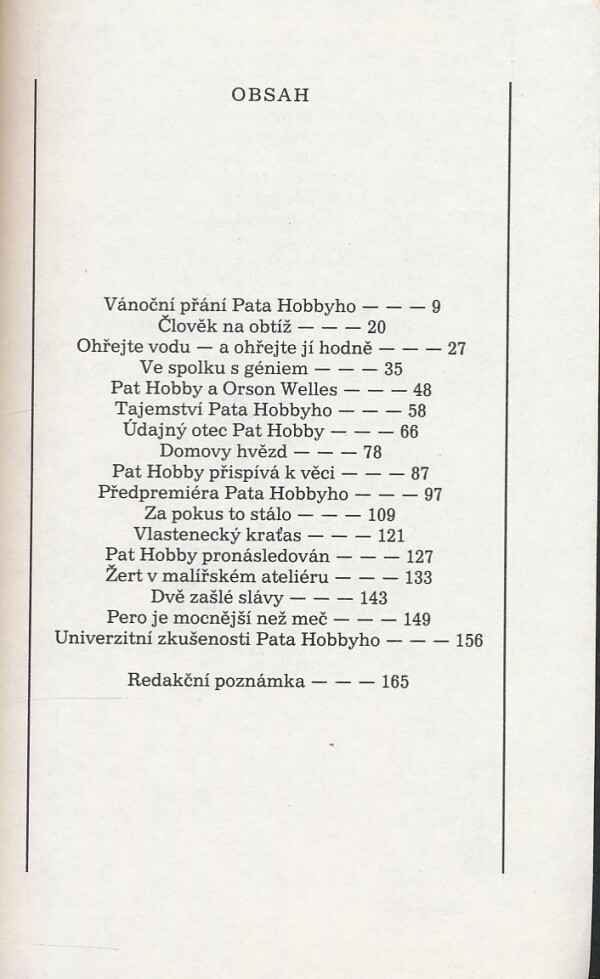 OBSAH
Vánoční přání Pata Hobbyho — — — 9
Člověk na obtíž — — — 20
Ohřejte vodu — a ohřejte jí hodně — — — 27
Ve spolku s géniem — — — 35
Pat Hobby a Orson Welles — — — 48
Tajemství Pata Hobbyho — — — 58
Údajný otec Pat Hobby — — — 66
Domovy hvězd — — — 78
Pat Hobby přispívá k věci — — — 87
Předpremiéra Pata Hobbyho — — — 97
Za pokus to stálo — — — 109
Vlastenecký kraťas — — — 121
Pat Hobby pronásledován — — — 127
Žert v malířském ateliéru — — — 133
Dvě zašlé slávy — — — 143
Pero je mocnější než meč — — — 149
Univerzitní zkušenosti Pata Hobbyho — — — 156
Redakční poznámka — — — 165